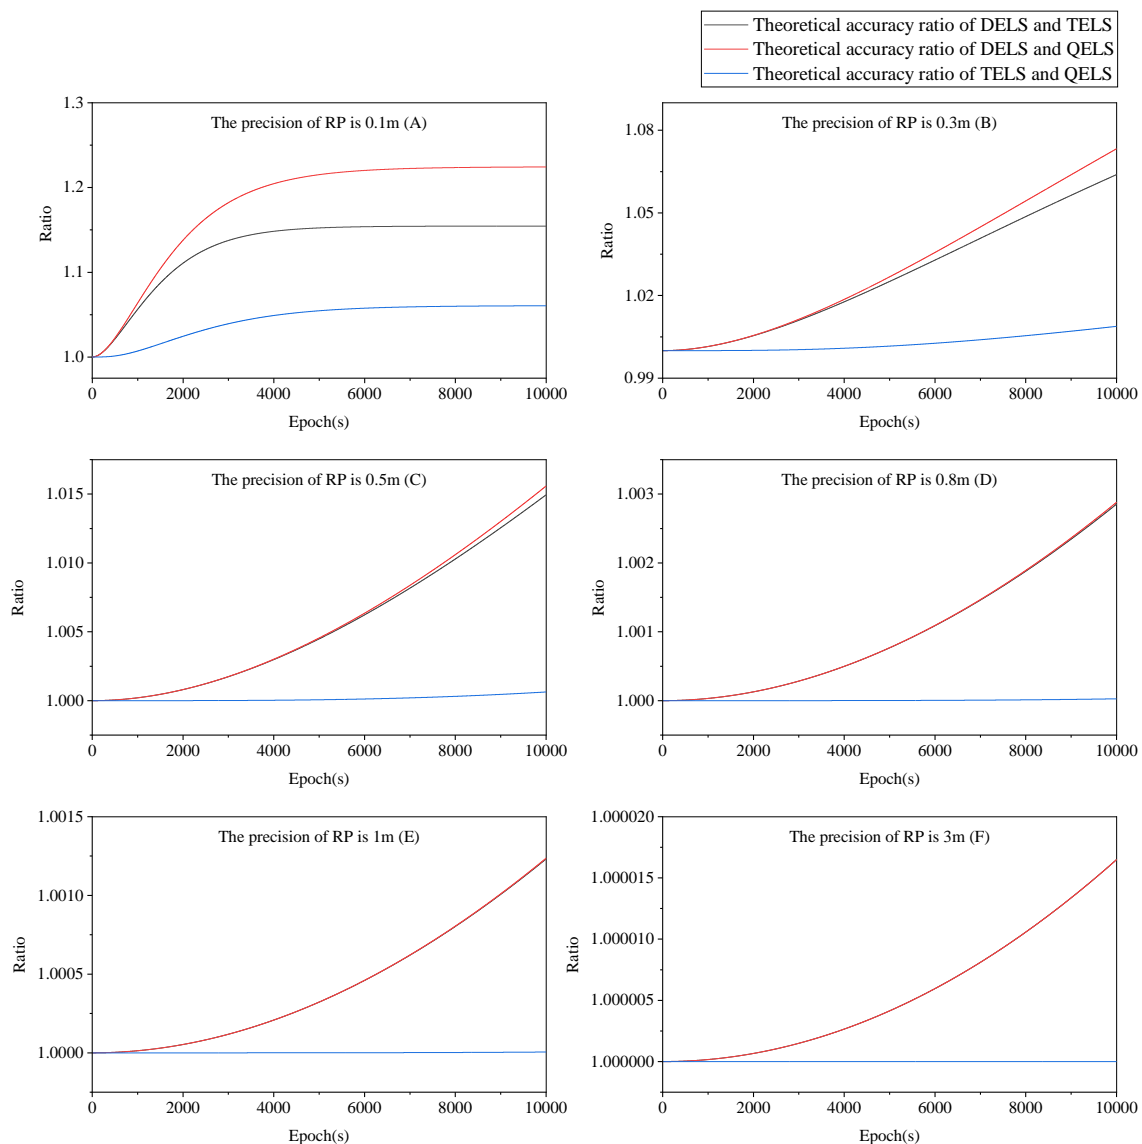 Theoretical accuracy ratio of DELS and TELS
Theoretical accuracy ratio of DELS and QELS
Theoretical accuracy ratio of TELS and QELS
The precision of RP is 0.1m (A)
1.3
1.2
1.1
1.0
Ratio
0 2000 4000 6000 8000 10000
Epoch(s)
The precision of RP is 0.3m (B)
1.08
1.05
1.02
0.99
Ratio
0 2000 4000 6000 8000 10000
Epoch(s)
The precision of RP is 0.5m (C)
1.015
1.010
1.005
1.000
Ratio
0 2000 4000 6000 8000 10000
Epoch(s)
The precision of RP is 0.8m (D)
1.003
1.002
1.001
1.000
Ratio
0 2000 4000 6000 8000 10000
Epoch(s)
The precision of RP is 1m (E)
1.0015
1.0010
1.0005
1.0000
Ratio
0 2000 4000 6000 8000 10000
Epoch(s)
The precision of RP is 3m (F)
1.000020
1.000015
1.000010
1.000005
1.000000
Ratio
0 2000 4000 6000 8000 10000
Epoch(s)